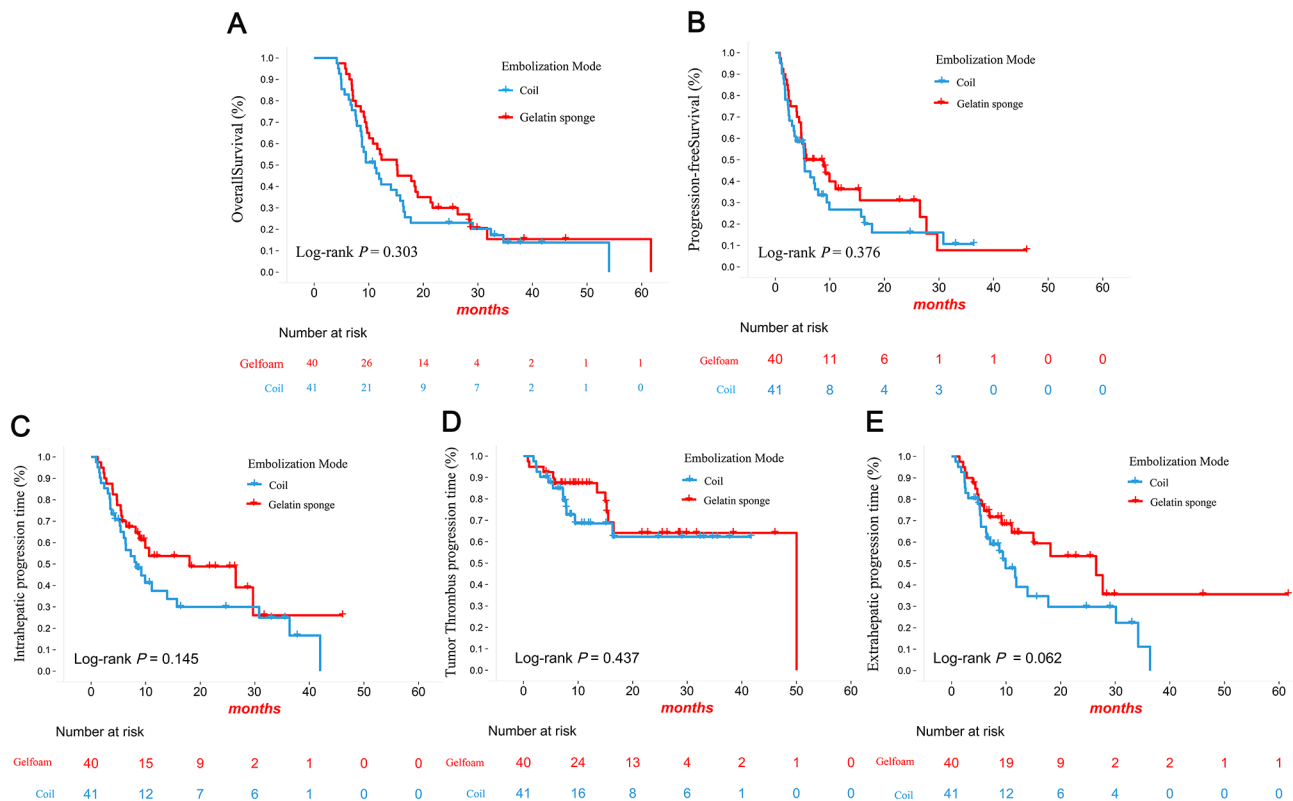 A
OverallSurvival (%)
1.0
0.9
0.8
0.7
0.6
0.5
0.4
0.3
0.2
0.1
0.0
Embolization Mode
Coil
Gelatin sponge
Log-rank P = 0.303
0 10 20 30 40 50 60
months
Number at risk
Gelfoam 40 26 14 4 2 1 1
Coil 41 21 9 7 2 1 0
B
Progression-freeSurvival (%)
1.0
0.9
0.8
0.7
0.6
0.5
0.4
0.3
0.2
0.1
0.0
Embolization Mode
Coil
Gelatin sponge
Log-rank P = 0.376
0 10 20 30 40 50 60
months
Number at risk
Gelfoam 40 11 6 1 1 0 0
Coil 41 8 4 3 0 0 0
C
Intrahepatic progression time (%)
1.0
0.9
0.8
0.7
0.6
0.5
0.4
0.3
0.2
0.1
0.0
Embolization Mode
Coil
Gelatin sponge
Log-rank P = 0.145
0 10 20 30 40 50 60
months
Number at risk
Gelfoam 40 15 9 2 1 0 0
Coil 41 12 7 6 1 0 0
D
Tumor Thrombus progression time (%)
1.0
0.9
0.8
0.7
0.6
0.5
0.4
0.3
0.2
0.1
0.0
Embolization Mode
Coil
Gelatin sponge
Log-rank P = 0.437
0 10 20 30 40 50 60
months
Number at risk
Gelfoam 40 24 13 4 2 1 0
Coil 41 16 8 6 1 0 0
E
Extrahepatic progression time (%)
1.0
0.9
0.8
0.7
0.6
0.5
0.4
0.3
0.2
0.1
0.0
Embolization Mode
Coil
Gelatin sponge
Log-rank P = 0.062
0 10 20 30 40 50 60
months
Number at risk
Gelfoam 40 19 9 2 2 1 1
Coil 41 12 6 4 0 0 0